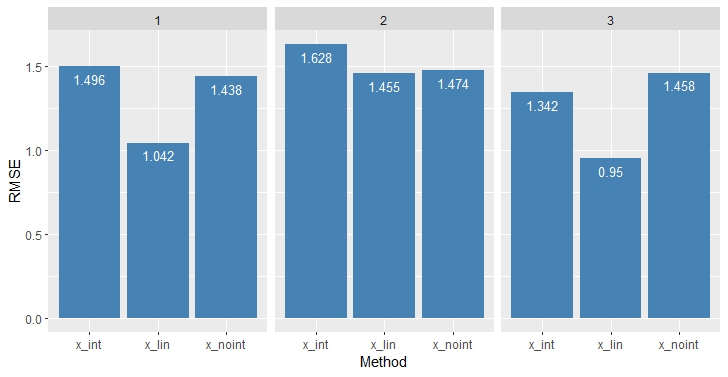 1 2 3
1.5 1.496 1.438 1.628 1.455 1.474 1.342 1.458
1.0 1.042 0.95
RMSE
0.5
0.0
x_int x_lin x_noint x_int x_lin x_noint x_int x_lin x_noint
Method